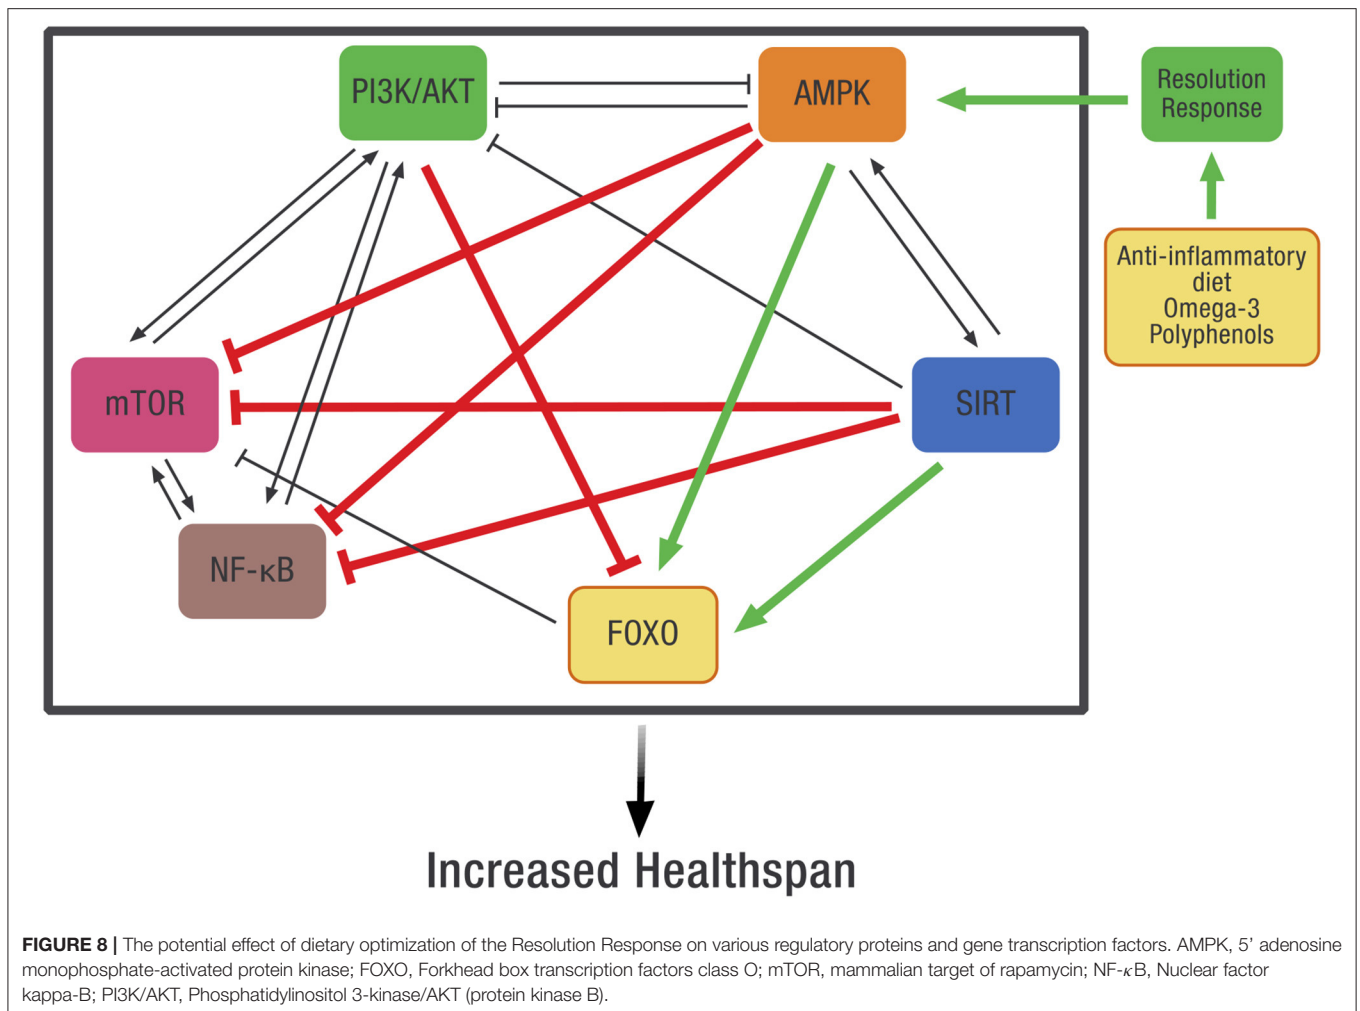 PI3K/AKT
AMPK
Resolution
Response
Anti-inflammatory
diet
Omega-3
Polyphenols
mTOR
SIRT
NF-κB
FOXO
Increased Healthspan
FIGURE 8 | The potential effect of dietary optimization of the Resolution Response on various regulatory proteins and gene transcription factors. AMPK, 5’ adenosine
monophosphate-activated protein kinase; FOXO, Forkhead box transcription factors class O; mTOR, mammalian target of rapamycin; NF-κB, Nuclear factor
kappa-B; PI3K/AKT, Phosphatidylinositol 3-kinase/AKT (protein kinase B).